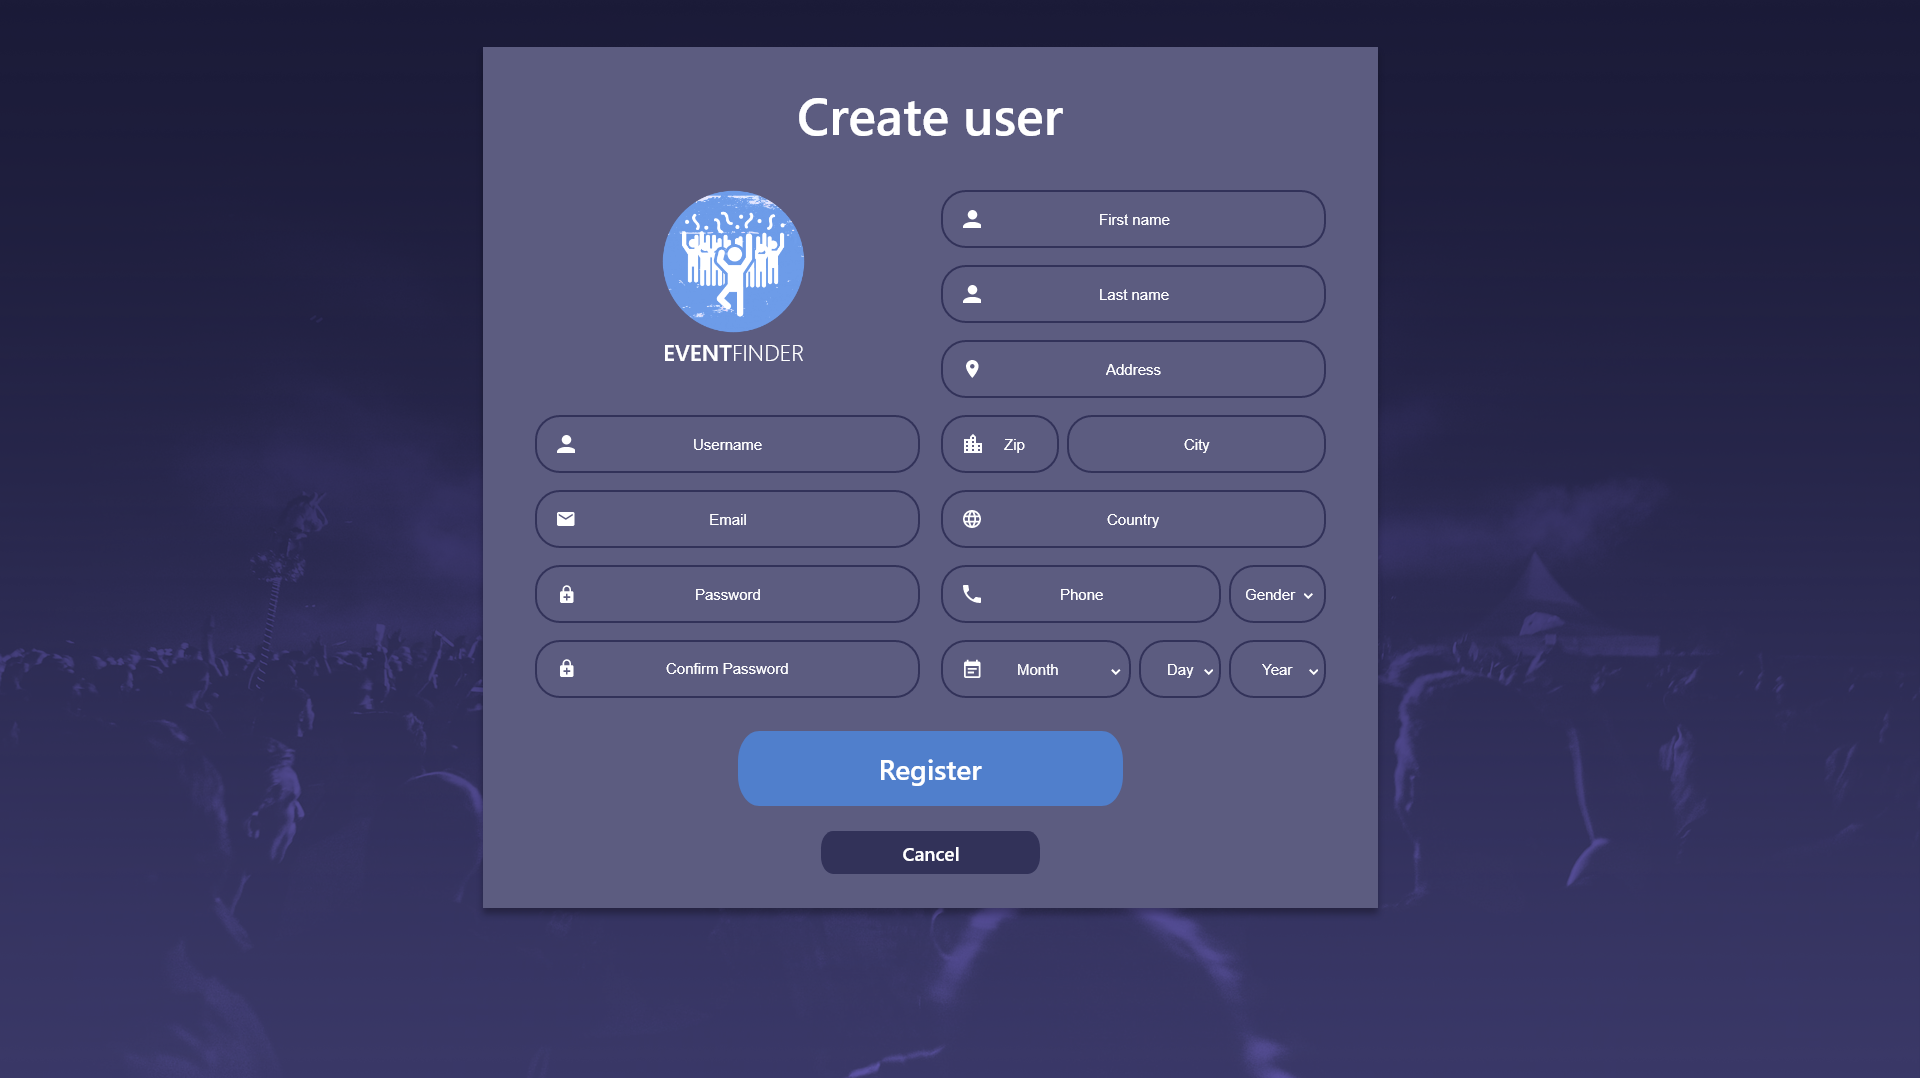 Create user
EVENTFINDER
First name
Last name
Address
Username
Zip
City
Email
Country
Password
Phone
Gender
Confirm Password
Month
Day
Year
Register
Cancel